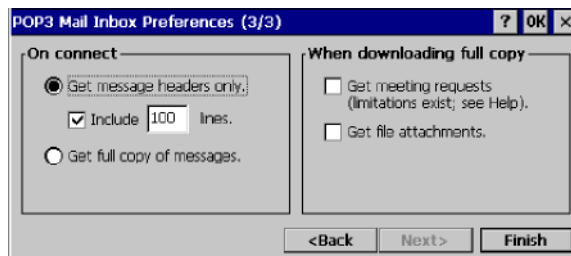 POP3 Mail Inbox Preferences (3/3) ? OK ×
On connect
Get message headers only.
Include 100 lines.
Get full copy of messages.
When downloading full copy
Get meeting requests
(limitations exist; see Help).
Get file attachments.
<Back Next> Finish